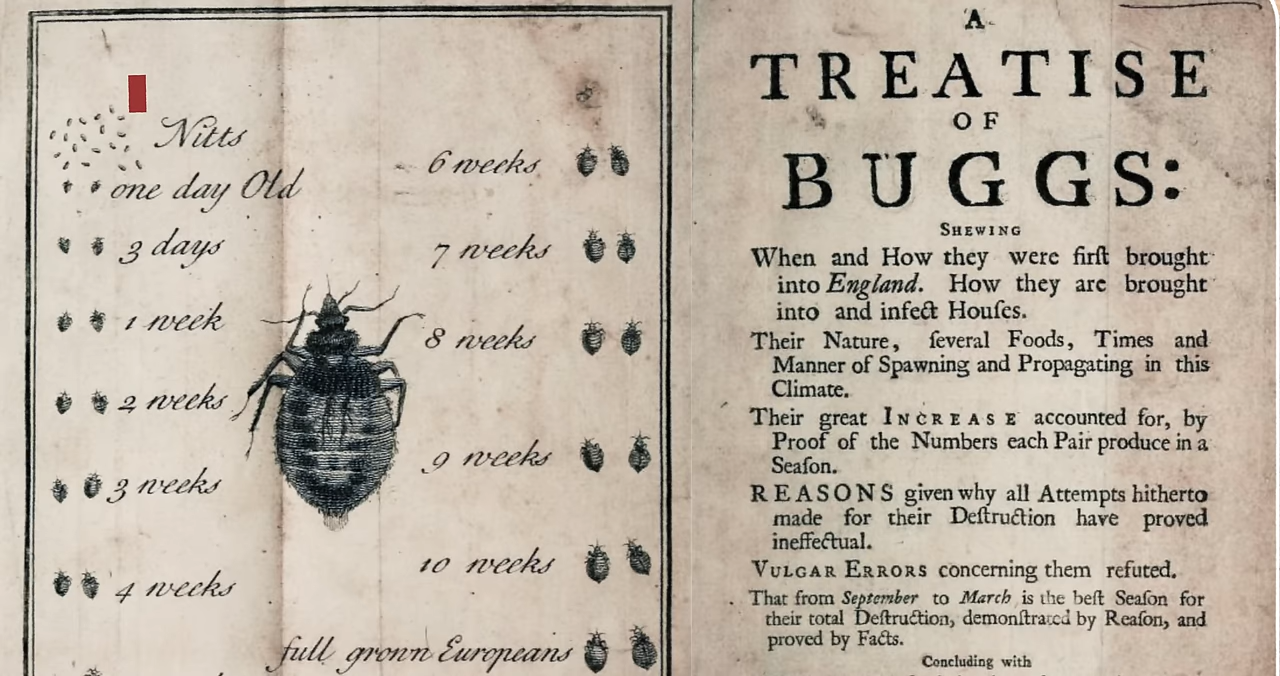 Nitts
one day Old
3 days
1 week
2 weeks
3 weeks
4 weeks
6 weeks
7 weeks
8 weeks
9 weeks
10 weeks
full grown Europeans
A
TREATISE
OF
BUGGS:
SHEWING
When and How they were firſt brought
into England. How they are brought
into and infect Houſes.
Their Nature, ſeveral Foods, Times and
Manner of Spawning and Propagating in this
Climate.
Their great INCREASE accounted for, by
Proof of the Numbers each Pair produce in a
Seaſon.
REASONS given why all Attempts hitherto
made for their Deſtruction have proved
ineffectual.
VULGAR ERRORS concerning them refuted.
That from September to March is the beſt Seaſon for
their total Deſtruction, demonſtrated by Reaſon, and
proved by Facts.
Concluding with